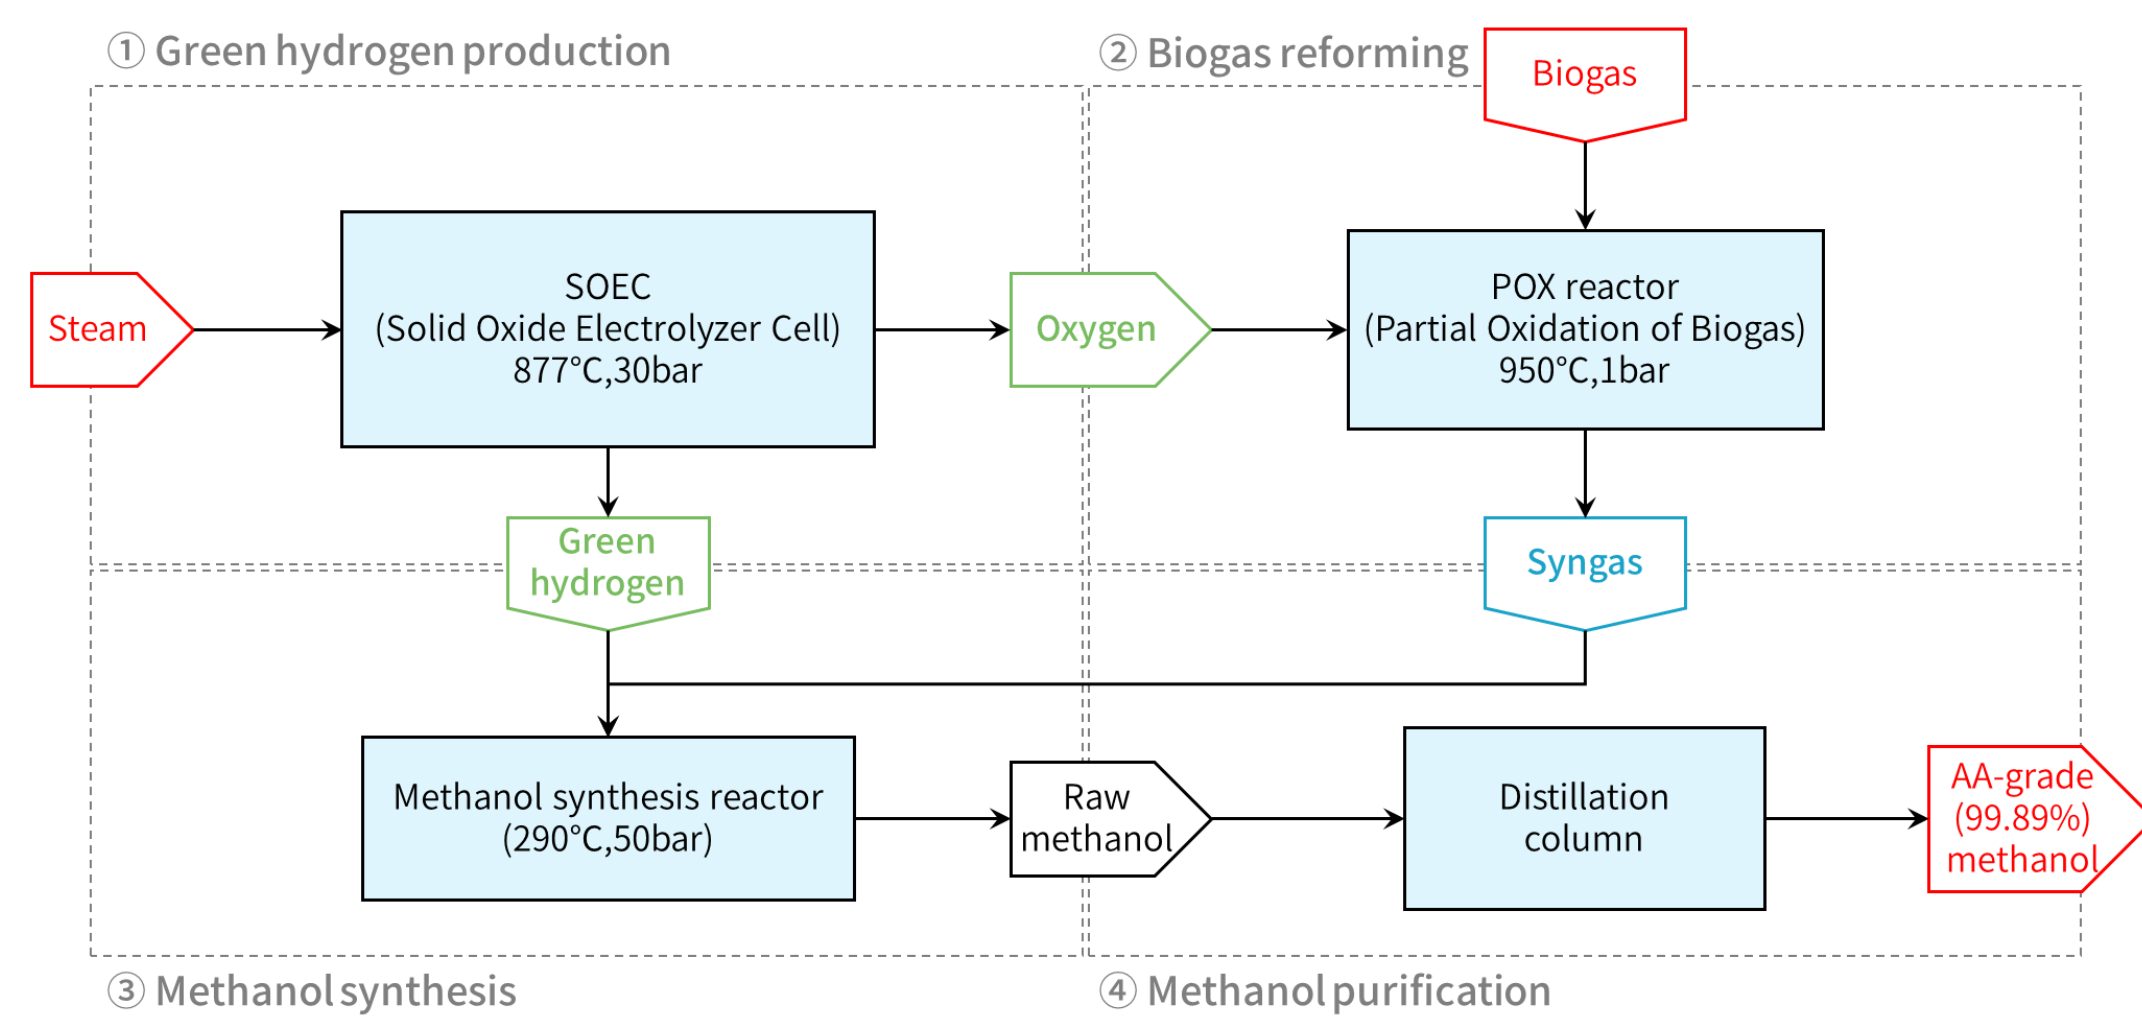 ① Green hydrogen production
② Biogas reforming
Biogas
Steam
SOEC
(Solid Oxide Electrolyzer Cell)
877°C,30bar
Oxygen
POX reactor
(Partial Oxidation of Biogas)
950°C,1bar
Green
hydrogen
Syngas
Methanol synthesis reactor
(290°C,50bar)
Raw
methanol
Distillation
column
AA-grade
(99.89%)
methanol
③ Methanol synthesis
④ Methanol purification